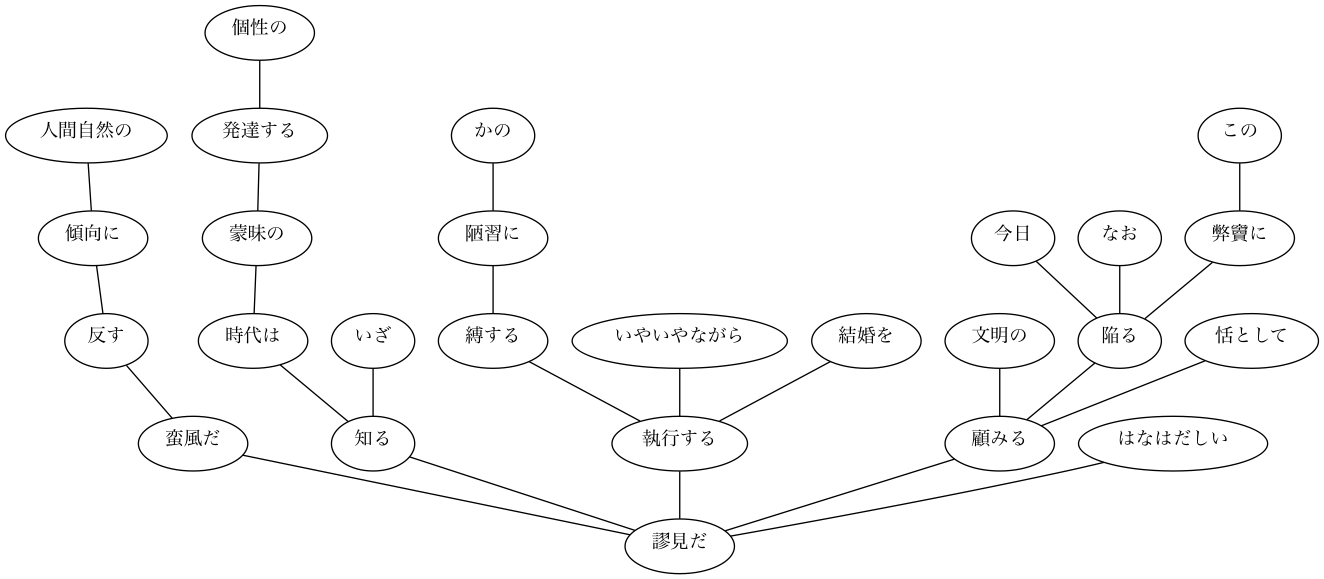 個性の
人間自然の
発達する
かの
この
傾向に
蒙昧の
陋習に
今日
なお
弊竇に
反す
時代は
いざ
縛する
いやいやながら
結婚を
文明の
陥る
恬として
蛮風だ
知る
執行する
顧みる
はなはだしい
謬見だ